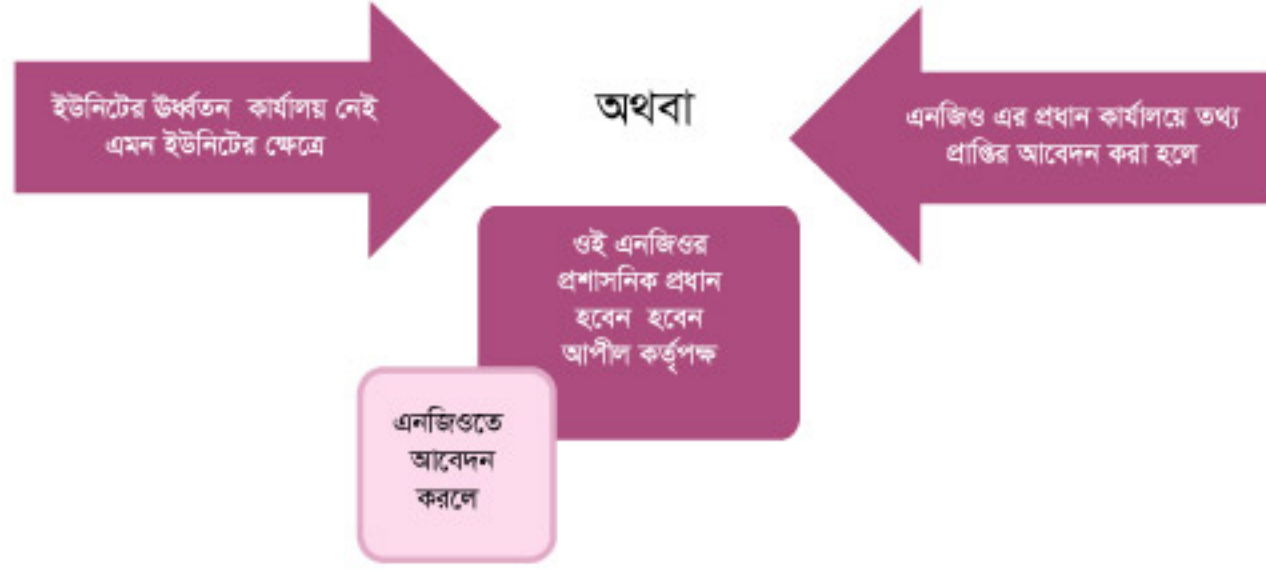 ইউনিটের ঊর্ধ্বতন কার্যালয় নেই
এমন ইউনিটের ক্ষেত্রে
অথবা
এনজিও এর প্রধান কার্যালয়ে তথ্য
প্রাপ্তির আবেদন করা হলে
ওই এনজিওর
প্রশাসনিক প্রধান
হবেন হবেন
আপীল কর্তৃপক্ষ
এনজিওতে
আবেদন
করলে